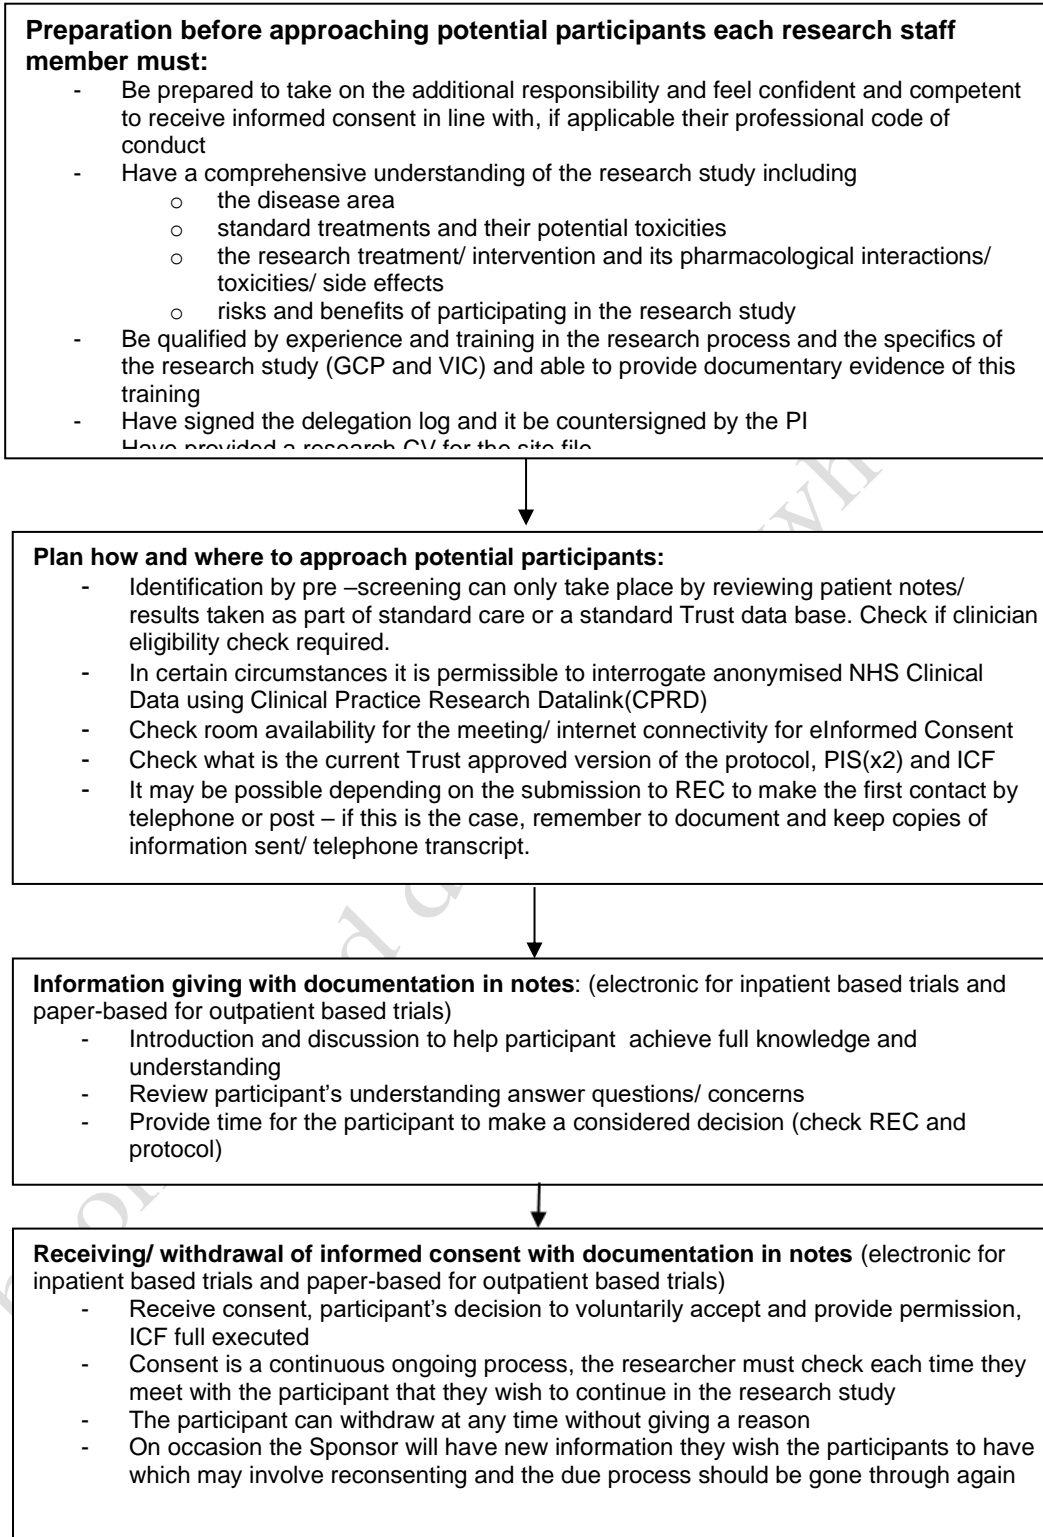 Preparation before approaching potential participants each research staff
member must:
- Be prepared to take on the additional responsibility and feel confident and competent
to receive informed consent in line with, if applicable their professional code of
conduct
- Have a comprehensive understanding of the research study including
o the disease area
o standard treatments and their potential toxicities
o the research treatment/ intervention and its pharmacological interactions/
toxicities/ side effects
o risks and benefits of participating in the research study
- Be qualified by experience and training in the research process and the specifics of
the research study (GCP and VIC) and able to provide documentary evidence of this
training
- Have signed the delegation log and it be countersigned by the PI
Have provided a research CV for the site file
Plan how and where to approach potential participants:
- Identification by pre –screening can only take place by reviewing patient notes/
results taken as part of standard care or a standard Trust data base. Check if clinician
eligibility check required.
- In certain circumstances it is permissible to interrogate anonymised NHS Clinical
Data using Clinical Practice Research Datalink(CPRD)
- Check room availability for the meeting/ internet connectivity for eInformed Consent
- Check what is the current Trust approved version of the protocol, PIS(x2) and ICF
- It may be possible depending on the submission to REC to make the first contact by
telephone or post – if this is the case, remember to document and keep copies of
information sent/ telephone transcript.
Information giving with documentation in notes: (electronic for inpatient based trials and
paper-based for outpatient based trials)
- Introduction and discussion to help participant achieve full knowledge and
understanding
- Review participant's understanding answer questions/ concerns
- Provide time for the participant to make a considered decision (check REC and
protocol)
Receiving/ withdrawal of informed consent with documentation in notes (electronic for
inpatient based trials and paper-based for outpatient based trials)
- Receive consent, participant's decision to voluntarily accept and provide permission,
ICF full executed
- Consent is a continuous ongoing process, the researcher must check each time they
meet with the participant that they wish to continue in the research study
- The participant can withdraw at any time without giving a reason
- On occasion the Sponsor will have new information they wish the participants to have
which may involve reconsenting and the due process should be gone through again